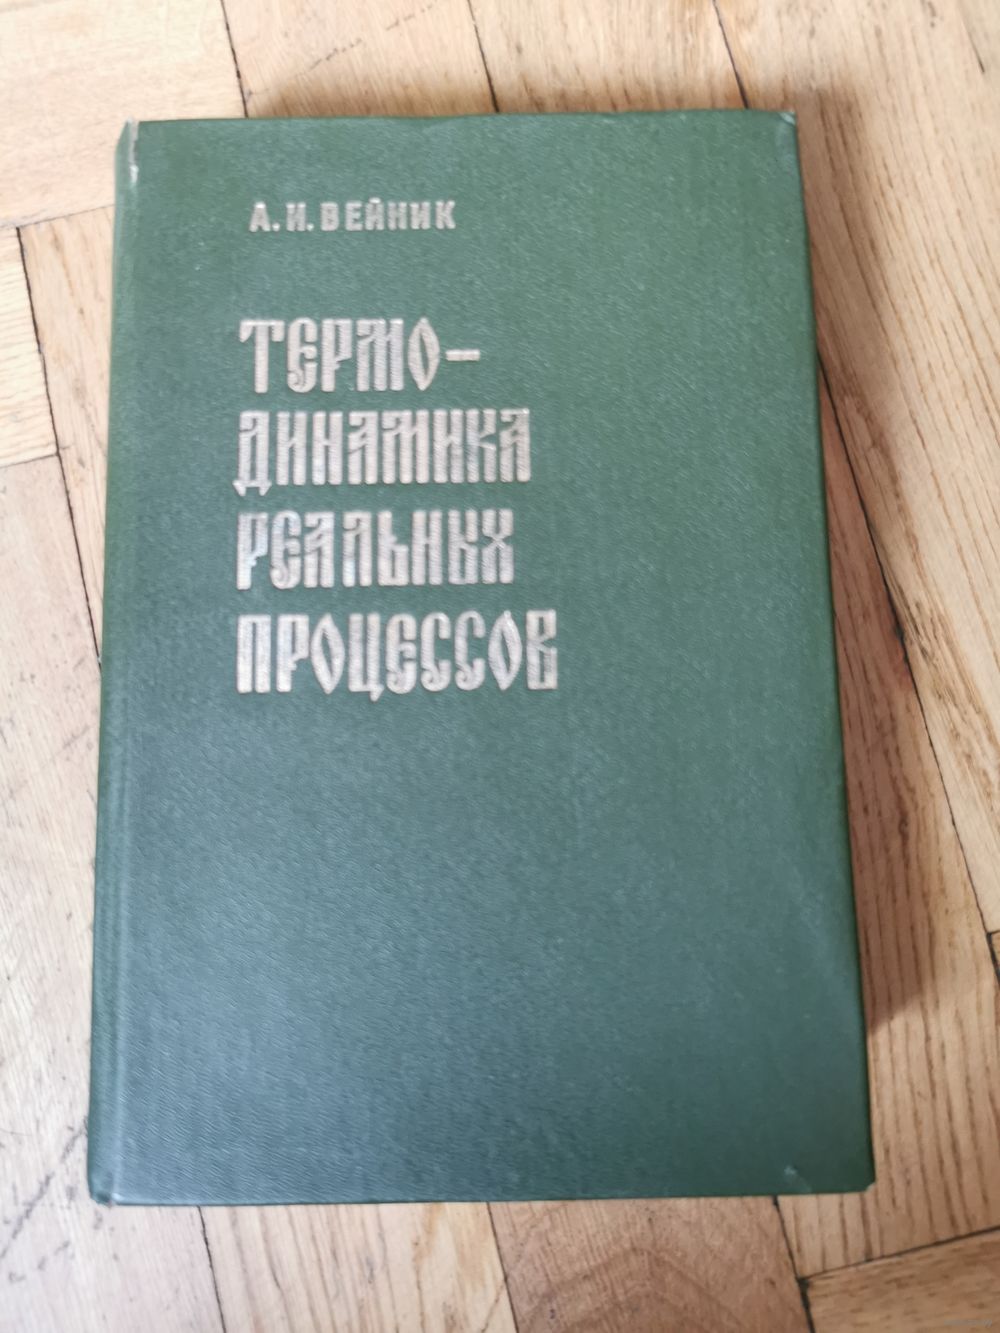 А. И. ВЕЙНИК
ТЕРМО-
ДИНАМИКА
РЕАЛЬНЫХ
ПРОЦЕССОВ